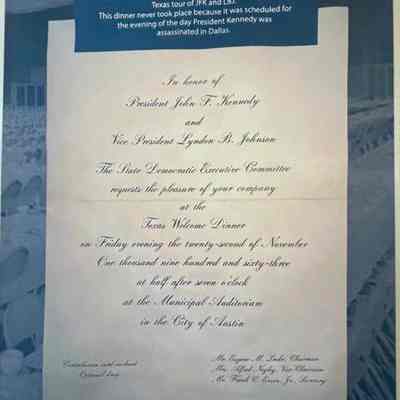 Texas tour of JFK and LBJ.
This dinner never took place because it was scheduled for
the evening of the day President Kennedy was
assassinated in Dallas.
In honor of
President John F. Kennedy
and
Vice President Lyndon B. Johnson
The State Democratic Executive Committee
requests the pleasure of your company
at the
Texas Welcome Dinner
on Friday evening the twenty-second of November
One thousand nine hundred and sixty-three
at half after seven o'clock
at the Municipal Auditorium
in the City of Austin
Contribution card enclosed
Optional
Mr. Eugene M. Locke, Chairman
Mrs. Alfred Negley, Vice Chairman
Mr. Frank C. Erwin, Jr., Secretary